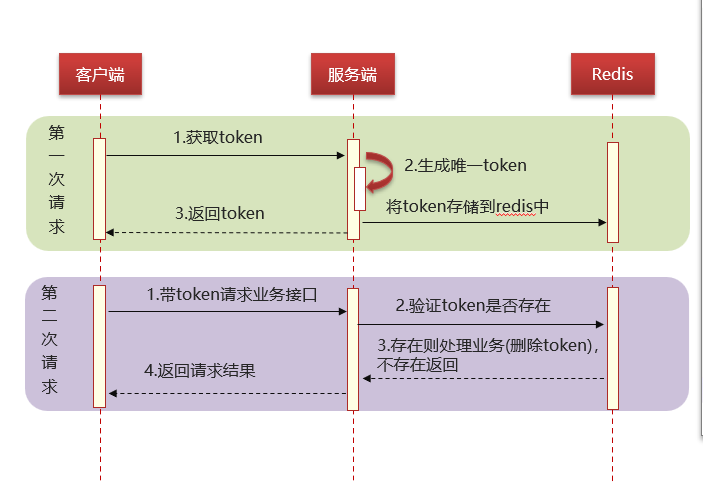 客户端
服务端
Redis
第一次请求
1.获取token
2.生成唯一token
将token存储到redis中
3.返回token
第二次请求
1.带token请求业务接口
2.验证token是否存在
3.存在则处理业务(删除token)，
不存在返回
4.返回请求结果